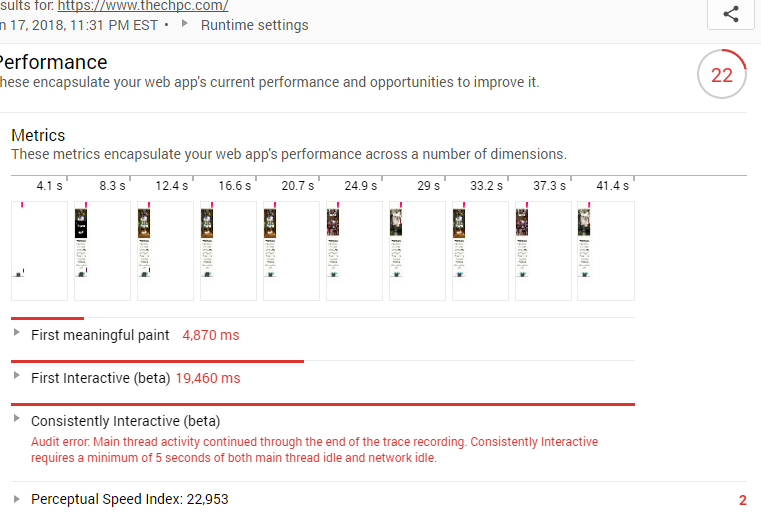 sults for: https://www.thechpc.com/
n 17, 2018, 11:31 PM EST • Runtime settings
Performance
hese encapsulate your web app's current performance and opportunities to improve it.
22
Metrics
These metrics encapsulate your web app's performance across a number of dimensions.
4.1 s 8.3 s 12.4 s 16.6 s 20.7 s 24.9 s 29 s 33.2 s 37.3 s 41.4 s
First meaningful paint 4,870 ms
First Interactive (beta) 19,460 ms
Consistently Interactive (beta)
Audit error: Main thread activity continued through the end of the trace recording. Consistently Interactive
requires a minimum of 5 seconds of both main thread idle and network idle.
Perceptual Speed Index: 22,953 2